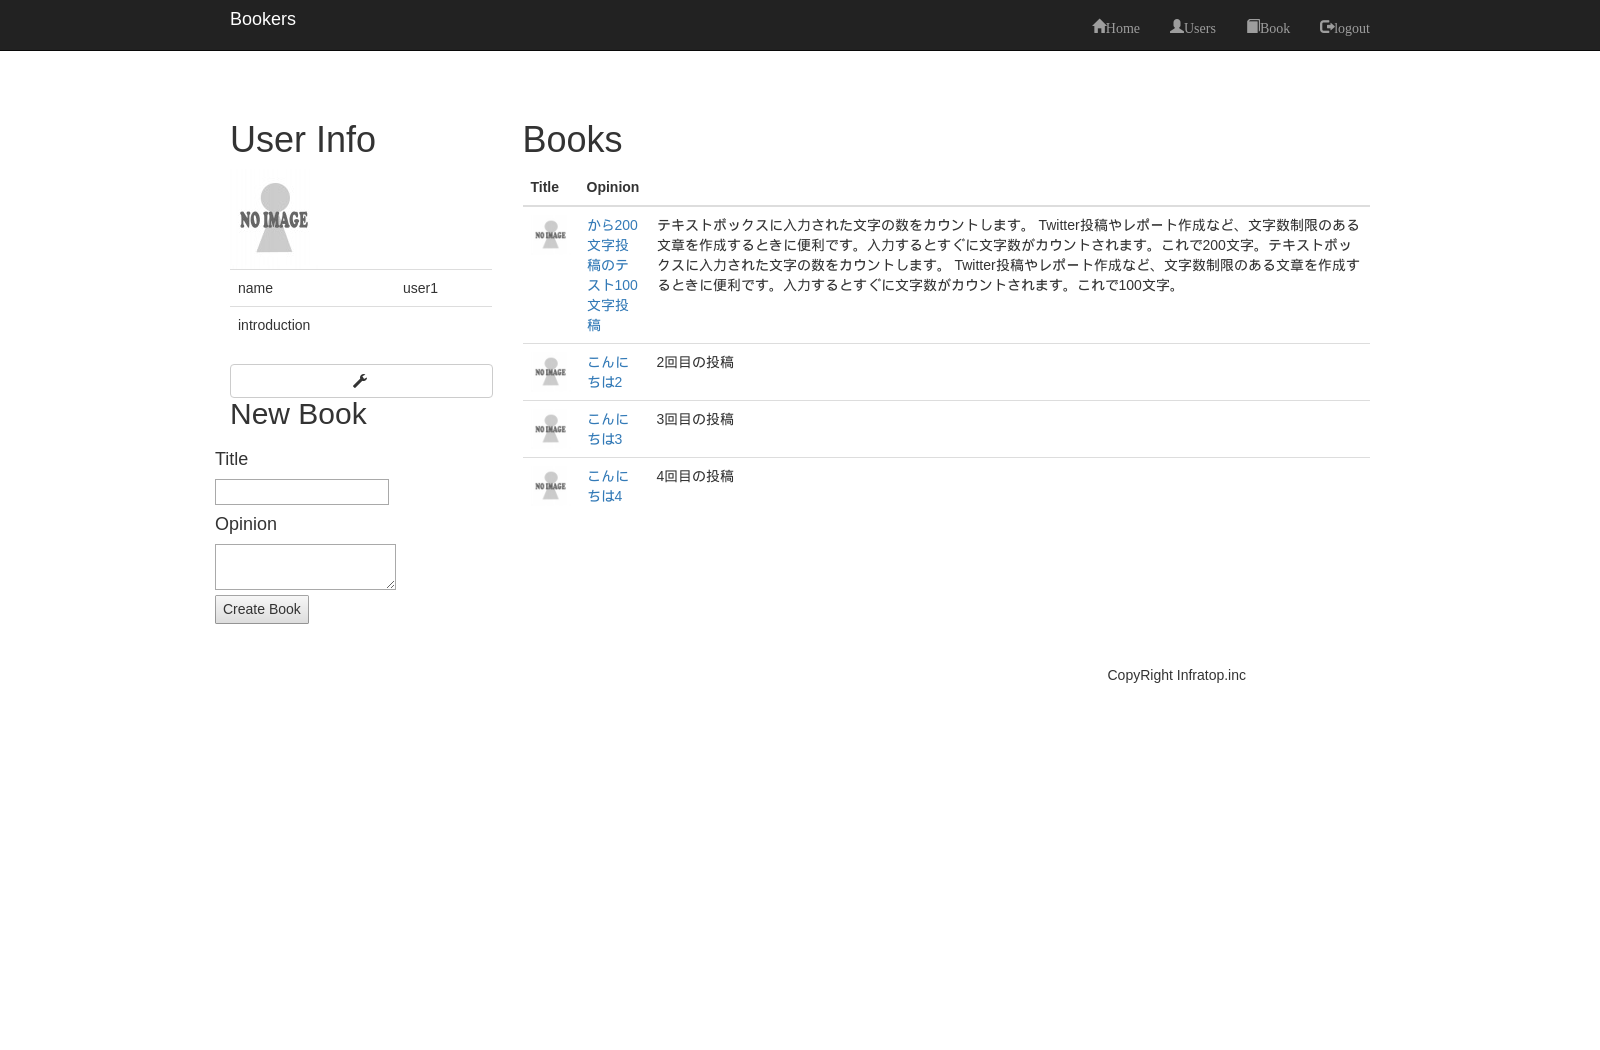 Bookers
Home Users Book logout
User Info
NO IMAGE
name user1
introduction
New Book
Title
Opinion
Create Book
Books
Title Opinion
NO IMAGE
から200
文字投
稿のテ
スト100
文字投
稿
テキストボックスに入力された文字の数をカウントします。 Twitter投稿やレポート作成など、文字数制限のある
文章を作成するときに便利です。入力するとすぐに文字数がカウントされます。これで200文字。テキストボッ
クスに入力された文字の数をカウントします。 Twitter投稿やレポート作成など、文字数制限のある文章を作成す
るときに便利です。入力するとすぐに文字数がカウントされます。これで100文字。
NO IMAGE
こんに
ちは2
2回目の投稿
NO IMAGE
こんに
ちは3
3回目の投稿
NO IMAGE
こんに
ちは4
4回目の投稿
CopyRight Infratop.inc